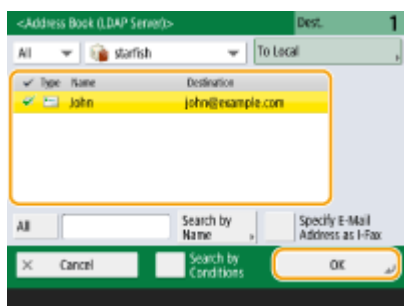 <Address Book (LDAP Server)> Dest. 1
All starfish To Local
Type Name Destination
John john@example.com
All Search by Name Specify E-Mail Address as I-Fax
Cancel Search by Conditions OK